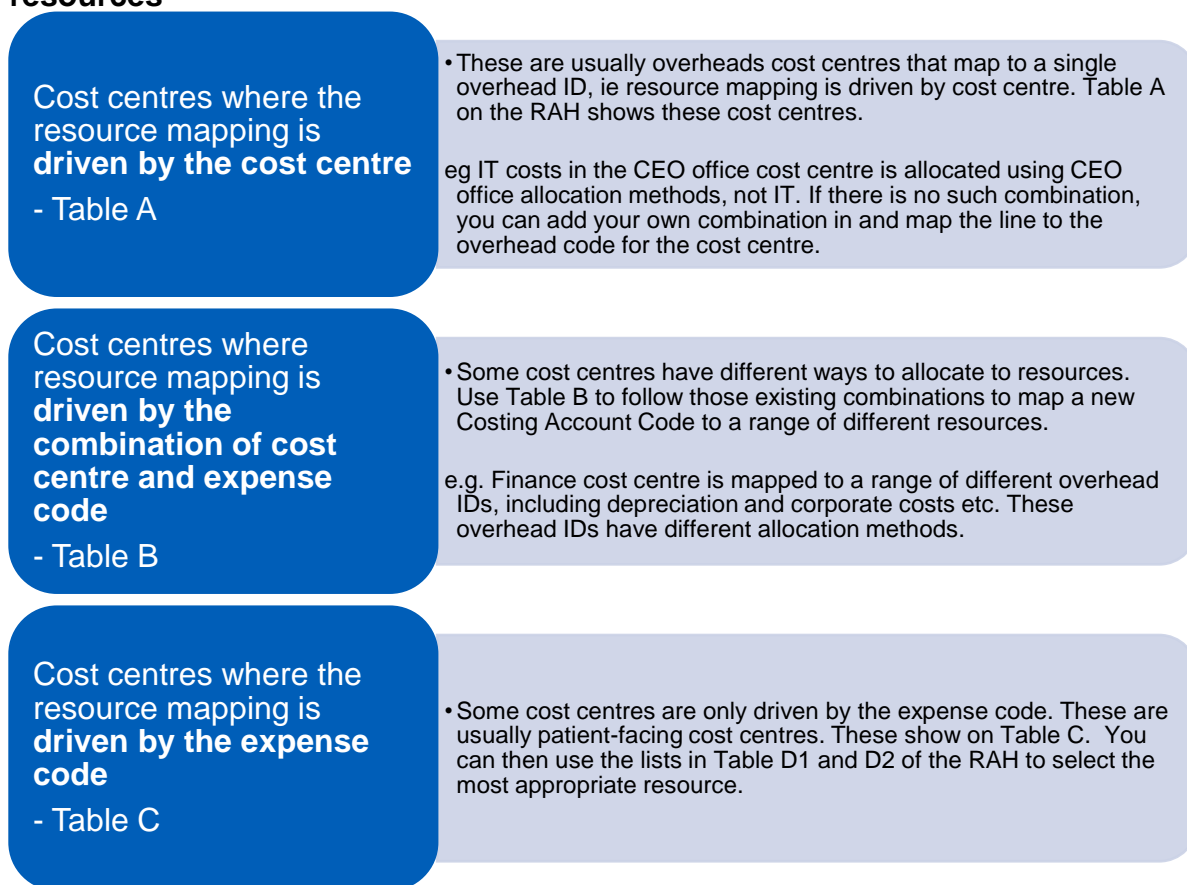 resources
Cost centres where the
resource mapping is
driven by the cost centre
- Table A
•These are usually overheads cost centres that map to a single
overhead ID, ie resource mapping is driven by cost centre. Table A
on the RAH shows these cost centres.
eg IT costs in the CEO office cost centre is allocated using CEO
office allocation methods, not IT. If there is no such combination,
you can add your own combination in and map the line to the
overhead code for the cost centre.
Cost centres where
resource mapping is
driven by the
combination of cost
centre and expense
code
- Table B
•Some cost centres have different ways to allocate to resources.
Use Table B to follow those existing combinations to map a new
Costing Account Code to a range of different resources.
e.g. Finance cost centre is mapped to a range of different overhead
IDs, including depreciation and corporate costs etc. These
overhead IDs have different allocation methods.
Cost centres where the
resource mapping is
driven by the expense
code
- Table C
•Some cost centres are only driven by the expense code. These are
usually patient-facing cost centres. These show on Table C.  You
can then use the lists in Table D1 and D2 of the RAH to select the
most appropriate resource.